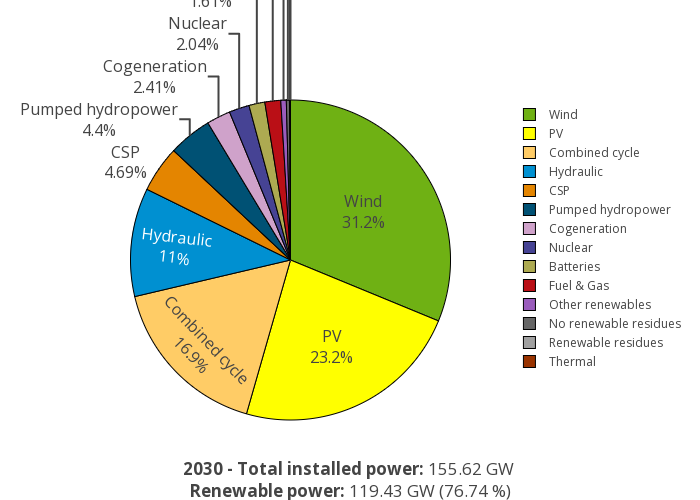 1.61%
Nuclear
2.04%
Cogeneration
2.41%
Pumped hydropower
4.4%
CSP
4.69%
Hydraulic
11%
Combined cycle
16.9%
PV
23.2%
Wind
31.2%
Wind
PV
Combined cycle
Hydraulic
CSP
Pumped hydropower
Cogeneration
Nuclear
Batteries
Fuel & Gas
Other renewables
No renewable residues
Renewable residues
Thermal
2030 - Total installed power: 155.62 GW
Renewable power: 119.43 GW (76.74 %)